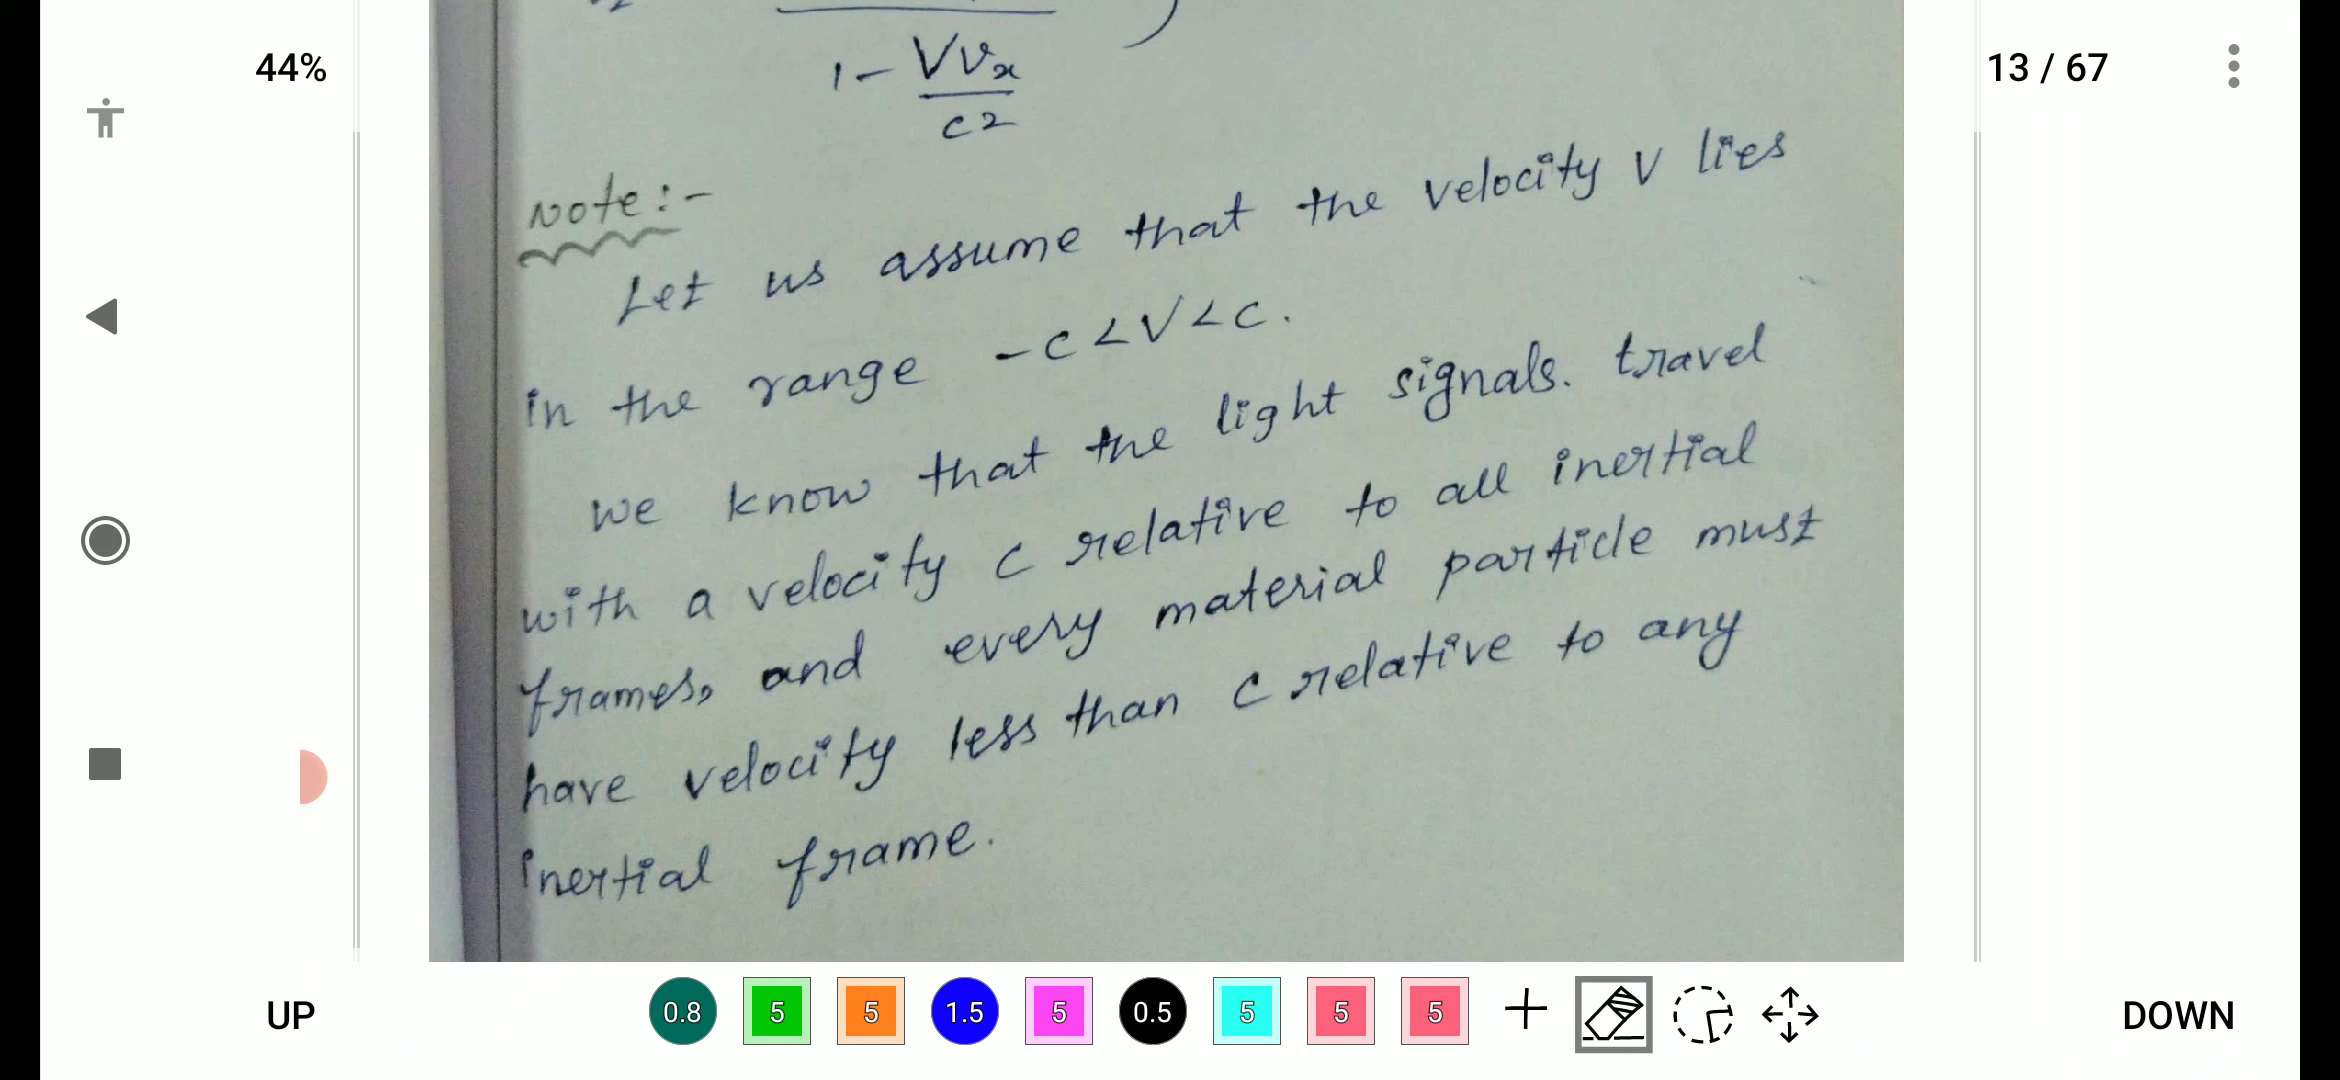 44%
13 / 67
1 - Vvx
c2
Note:-
Let us assume that the velocity V lies
in the range -c < V < c.
we know that the light signals. travel
with a velocity c relative to all inertial
frames, and every material particle must
have velocity less than c relative to any
inertial frame.
UP
0.8 5 5 1.5 5 0.5 5 5 5
DOWN